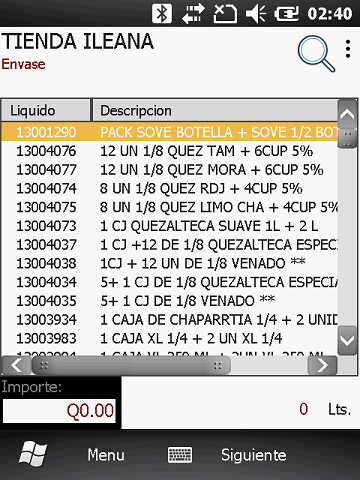 02:40
TIENDA ILEANA
Envase
Liquido Descripcion
13001290 PACK SOVE BOTELLA + SOVE 1/2 BOT
13004076 12 UN 1/8 QUEZ TAM + 6CUP 5%
13004077 12 UN 1/8 QUEZ MORA + 6CUP 5%
13004074 8 UN 1/8 QUEZ RDJ + 4CUP 5%
13004075 8 UN 1/8 QUEZ LIMO CHA + 4CUP 5%
13004073 1 CJ QUEZALTECA SUAVE 1L + 2 L
13004037 1 CJ +12 DE 1/8 QUEZALTECA ESPECI
13004038 1CJ + 12 UN DE 1/8 VENADO **
13004034 5+ 1 CJ DE 1/8 QUEZALTECA ESPECIA
13004035 5+ 1 CJ DE 1/8 VENADO **
13003934 1 CAJA DE CHAPARRTIA 1/4 + 2 UNID
13003983 1 CAJA XL 1/4 + 2 UN XL 1/4
Importe:
Q0.00 0 Lts.
Menu Siguiente